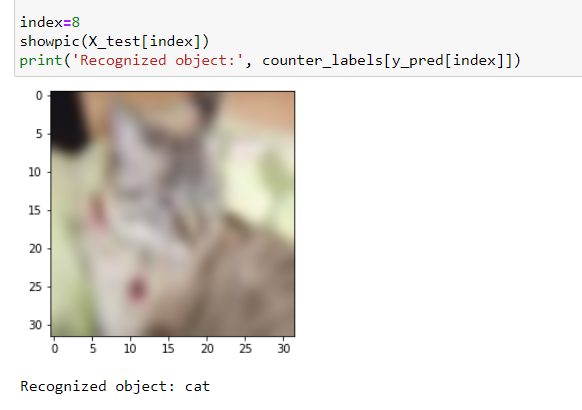 index=8
showpic(X_test[index])
print('Recognized object:', counter_labels[y_pred[index]])
0
5
10
15
20
25
30
0 5 10 15 20 25 30
Recognized object: cat